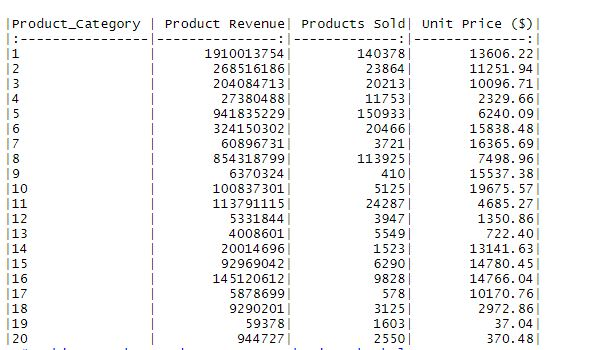 |Product_Category | Product Revenue| Products Sold| Unit Price ($)|
|:----------------|---------------:|-------------:|--------------:|
|1 | 1910013754| 140378| 13606.22|
|2 | 268516186| 23864| 11251.94|
|3 | 204084713| 20213| 10096.71|
|4 | 27380488| 11753| 2329.66|
|5 | 941835229| 150933| 6240.09|
|6 | 324150302| 20466| 15838.48|
|7 | 60896731| 3721| 16365.69|
|8 | 854318799| 113925| 7498.96|
|9 | 6370324| 410| 15537.38|
|10 | 100837301| 5125| 19675.57|
|11 | 113791115| 24287| 4685.27|
|12 | 5331844| 3947| 1350.86|
|13 | 4008601| 5549| 722.40|
|14 | 20014696| 1523| 13141.63|
|15 | 92969042| 6290| 14780.45|
|16 | 145120612| 9828| 14766.04|
|17 | 5878699| 578| 10170.76|
|18 | 9290201| 3125| 2972.86|
|19 | 59378| 1603| 37.04|
|20 | 944727| 2550| 370.48|